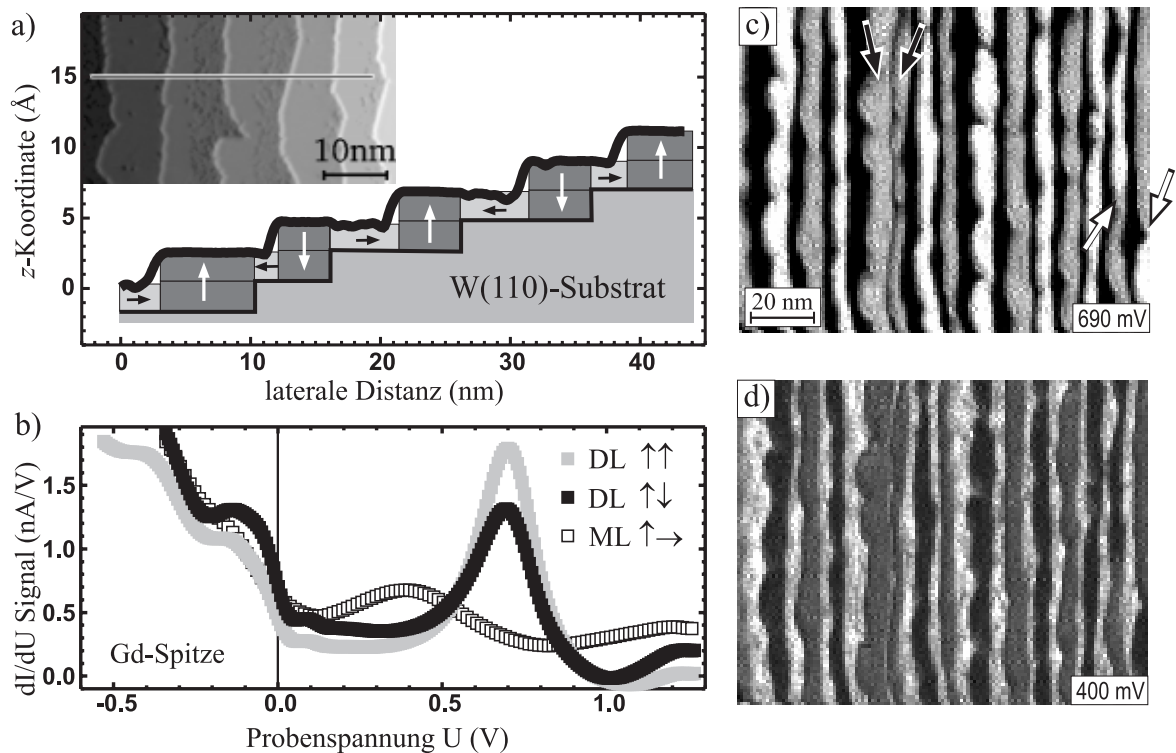 a)
z-Koordinate (Å)
15
10
5
0
10nm
W(110)-Substrat
0 10 20 30 40
laterale Distanz (nm)
b)
dI/dU Signal (nA/V)
1.5
1.0
0.5
0.0
DL ↑↑
DL ↑↓
ML ↑→
Gd-Spitze
-0.5 0.0 0.5 1.0
Probenspannung U (V)
c)
20 nm
690 mV
d)
400 mV